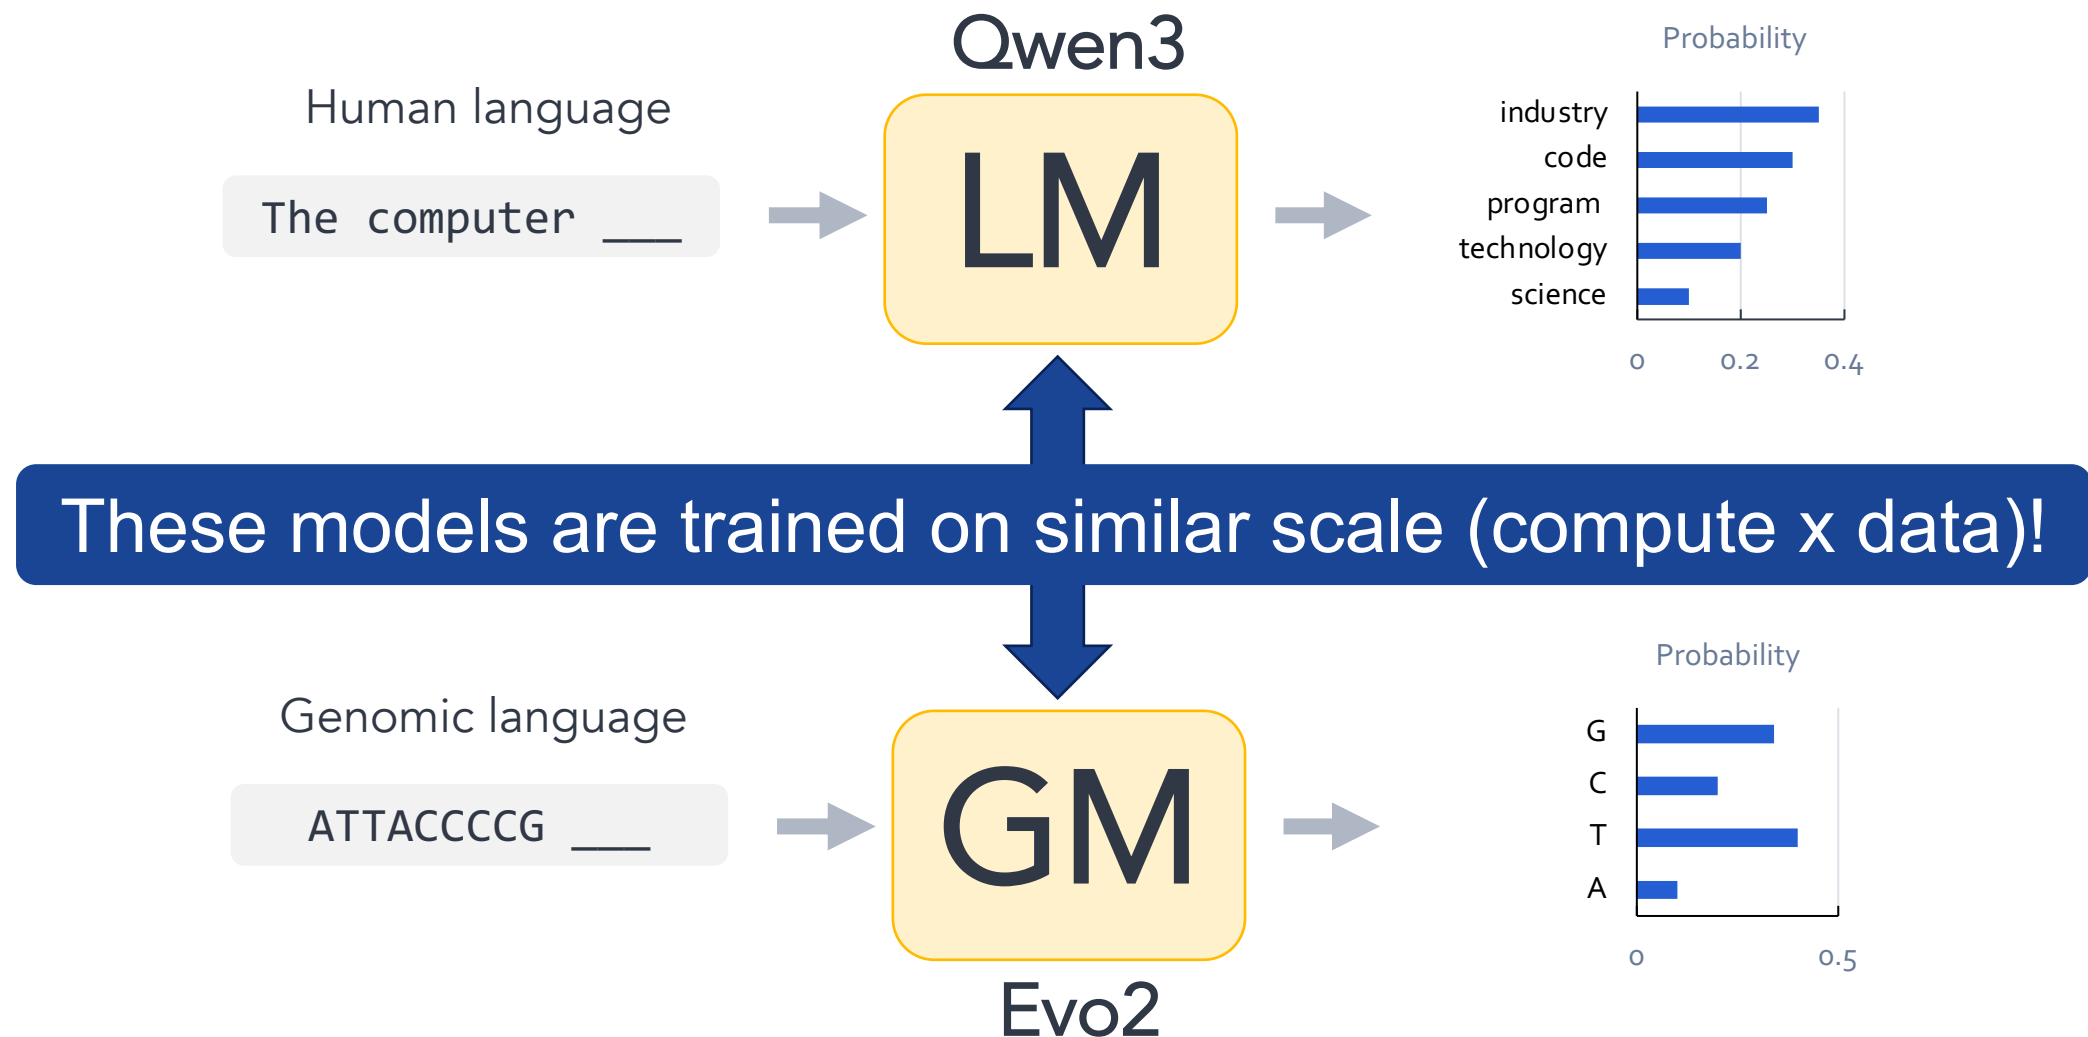 Qwen3
Human language
The computer ___
LM
Probability
industry
code
program
technology
science
0 0.2 0.4
These models are trained on similar scale (compute x data)!
Genomic language
ATTACCCCG ___
GM
Evo2
Probability
G
C
T
A
0 0.5